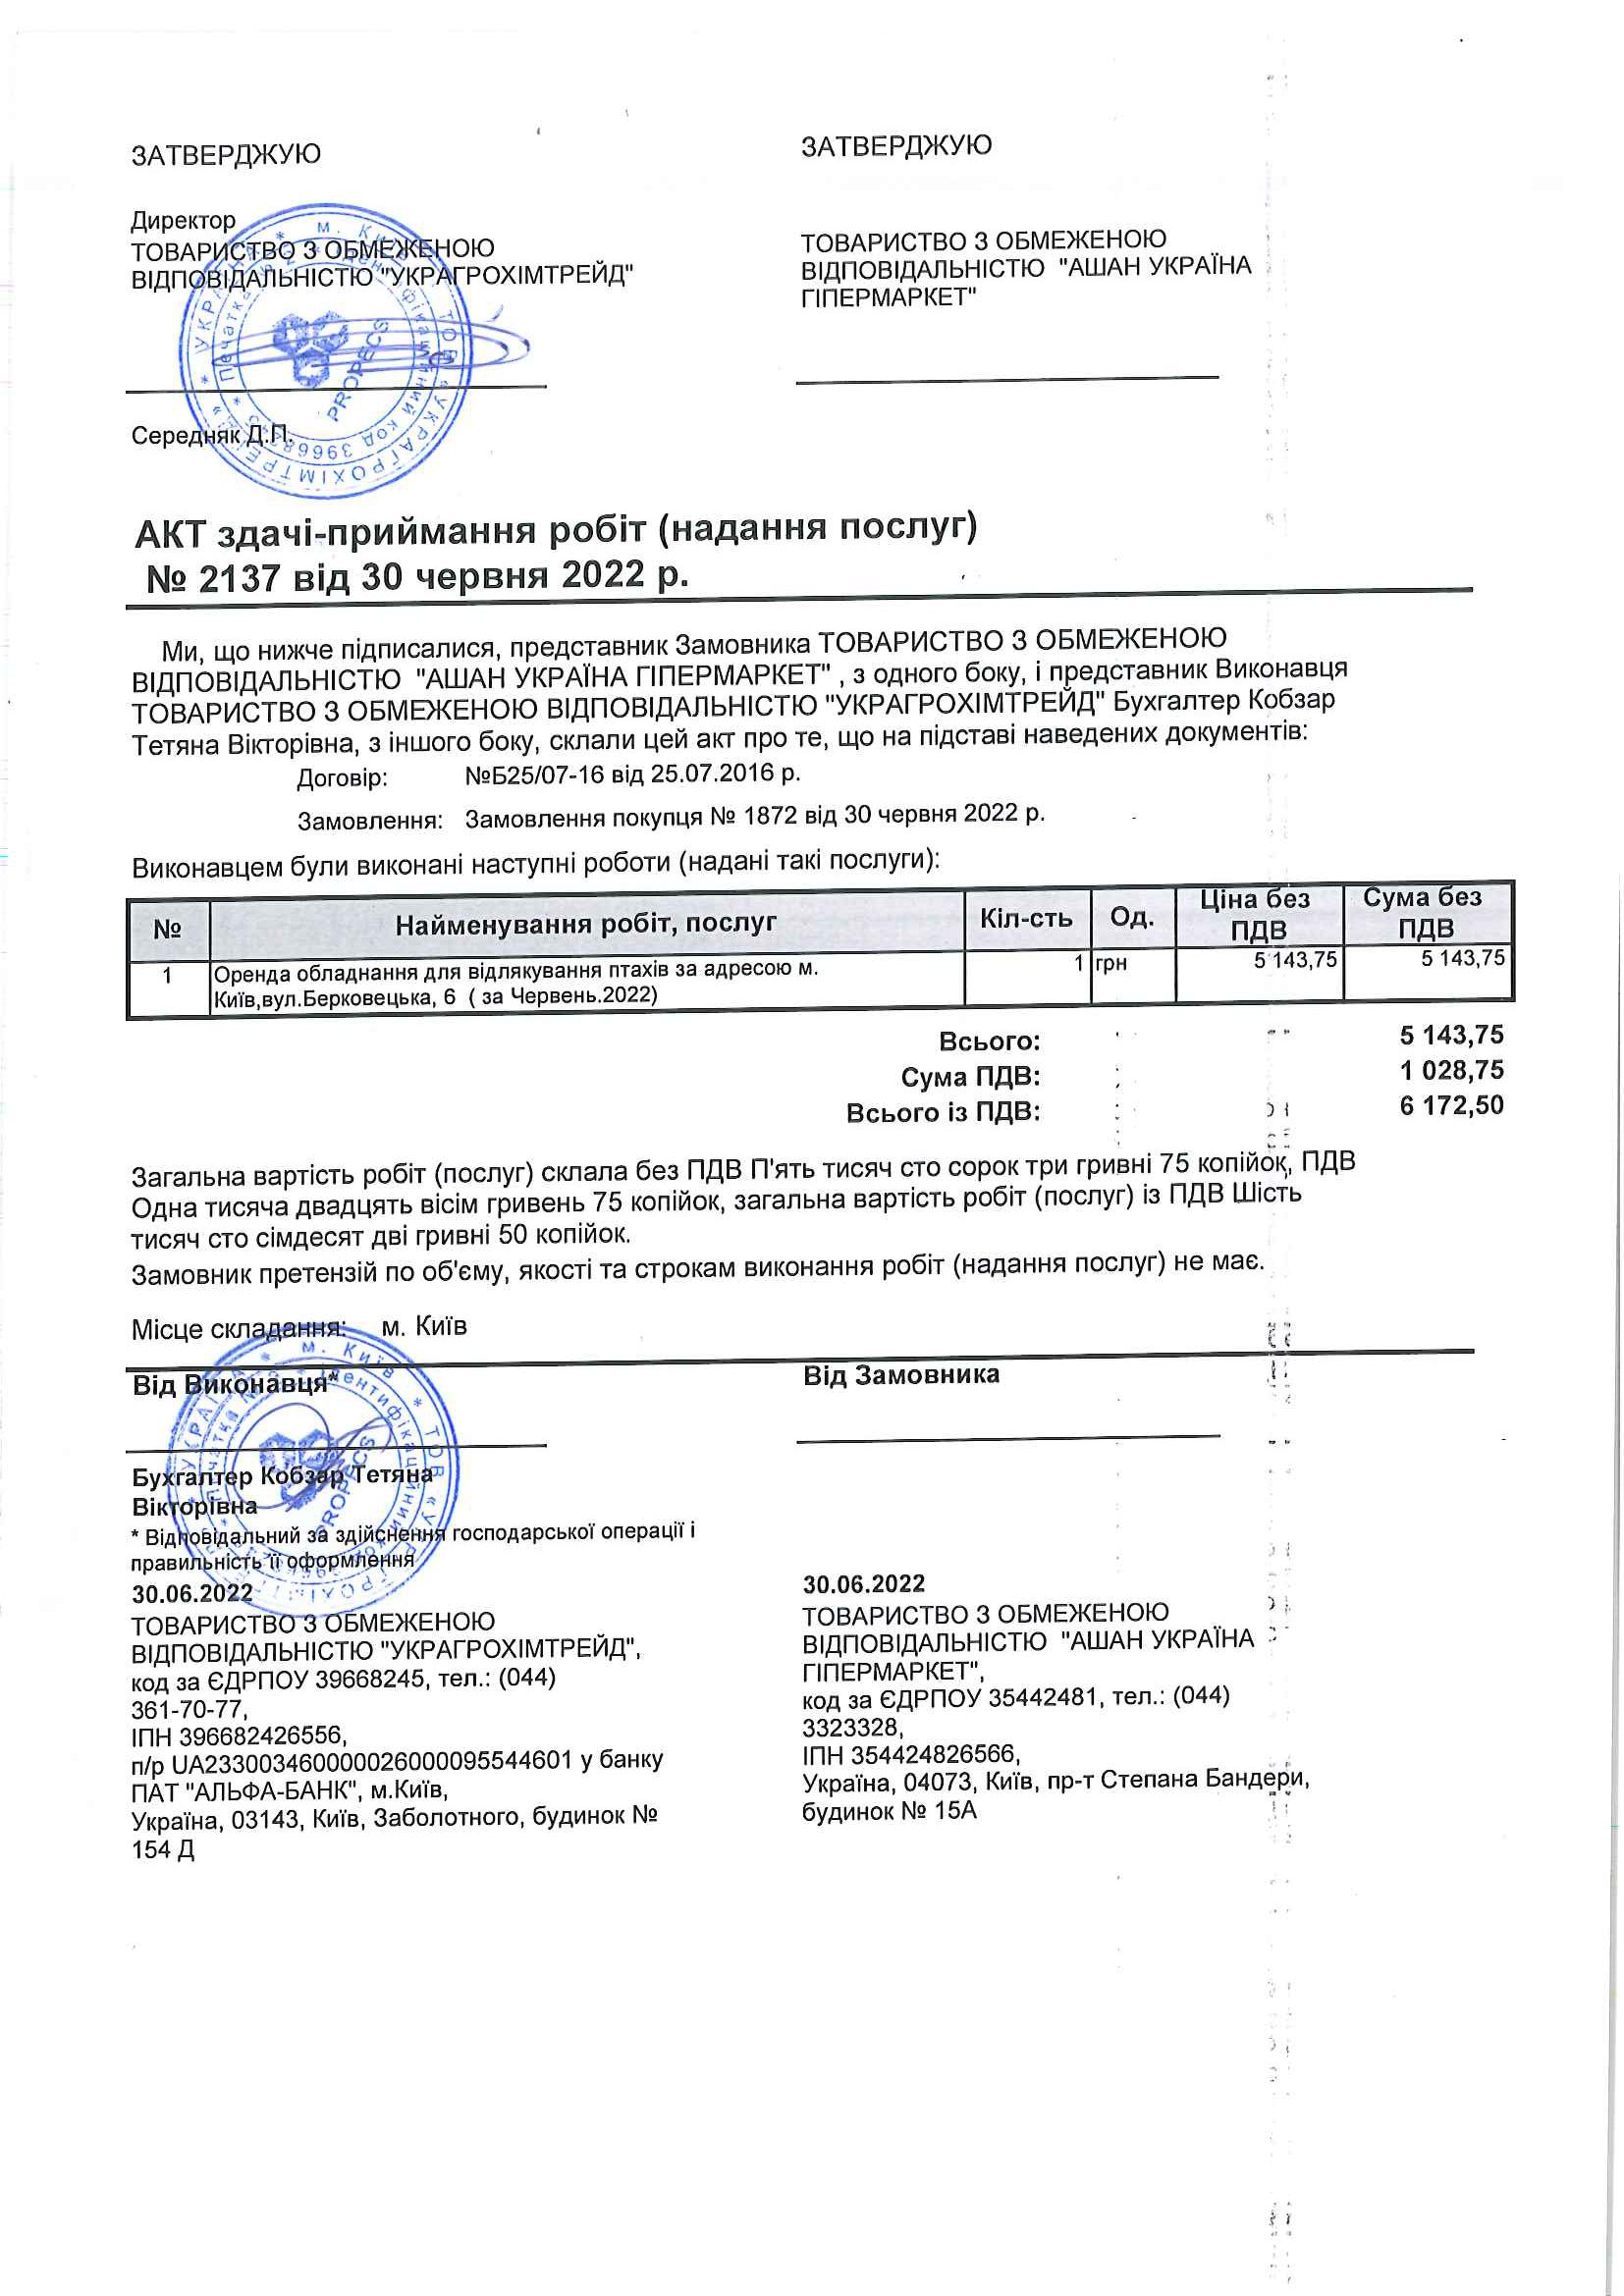 ЗАТВЕРДЖУЮ
Директор
ТОВАРИСТВО З ОБМЕЖЕНОЮ
ВІДПОВІДАЛЬНІСТЮ "УКРАГРОХІМТРЕЙД"
Середняк Д.П.
ЗАТВЕРДЖУЮ
ТОВАРИСТВО З ОБМЕЖЕНОЮ
ВІДПОВІДАЛЬНІСТЮ "АШАН УКРАЇНА
ГІПЕРМАРКЕТ"
PROPECS
АКТ здачі-приймання робіт (надання послуг)
№ 2137 від 30 червня 2022 р.
Ми, що нижче підписалися, представник Замовника ТОВАРИСТВО З ОБМЕЖЕНОЮ
ВІДПОВІДАЛЬНІСТЮ "АШАН УКРАЇНА ГІПЕРМАРКЕТ" , з одного боку, і представник Виконавця
ТОВАРИСТВО З ОБМЕЖЕНОЮ ВІДПОВІДАЛЬНІСТЮ "УКРАГРОХІМТРЕЙД" Бухгалтер Кобзар
Тетяна Вікторівна, з іншого боку, склали цей акт про те, що на підставі наведених документів:
Договір: №Б25/07-16 від 25.07.2016 р.
Замовлення: Замовлення покупця № 1872 від 30 червня 2022 р.
Виконавцем були виконані наступні роботи (надані такі послуги):
№ Найменування робіт, послуг Кіл-сть Од. Ціна без ПДВ Сума без ПДВ
1 Оренда обладнання для відлякування птахів за адресою м. 1 грн 5 143,75 5 143,75
Київ,вул.Берковецька, 6 ( за Червень.2022)
Всього: 5 143,75
Сума ПДВ: 1 028,75
Всього із ПДВ: 6 172,50
Загальна вартість робіт (послуг) склала без ПДВ П'ять тисяч сто сорок три гривні 75 копійок, ПДВ
Одна тисяча двадцять вісім гривень 75 копійок, загальна вартість робіт (послуг) із ПДВ Шість
тисяч сто сімдесят дві гривні 50 копійок.
Замовник претензій по об'єму, якості та строкам виконання робіт (надання послуг) не має.
Місце складання: м. Київ
Від Виконавця*
Бухгалтер Кобзар Тетяна
Вікторівна
* Відповідальний за здійснення господарської операції і
правильність її оформлення
30.06.2022
ТОВАРИСТВО З ОБМЕЖЕНОЮ
ВІДПОВІДАЛЬНІСТЮ "УКРАГРОХІМТРЕЙД",
код за ЄДРПОУ 39668245, тел.: (044)
361-70-77,
ІПН 396682426556,
п/р UA233003460000026000095544601 у банку
ПАТ "АЛЬФА-БАНК", м.Київ,
Україна, 03143, Київ, Заболотного, будинок №
154 Д
Від Замовника
30.06.2022
ТОВАРИСТВО З ОБМЕЖЕНОЮ
ВІДПОВІДАЛЬНІСТЮ "АШАН УКРАЇНА
ГІПЕРМАРКЕТ",
код за ЄДРПОУ 35442481, тел.: (044)
3323328,
ІПН 354424826566,
Україна, 04073, Київ, пр-т Степана Бандери,
будинок № 15А
PROPECS